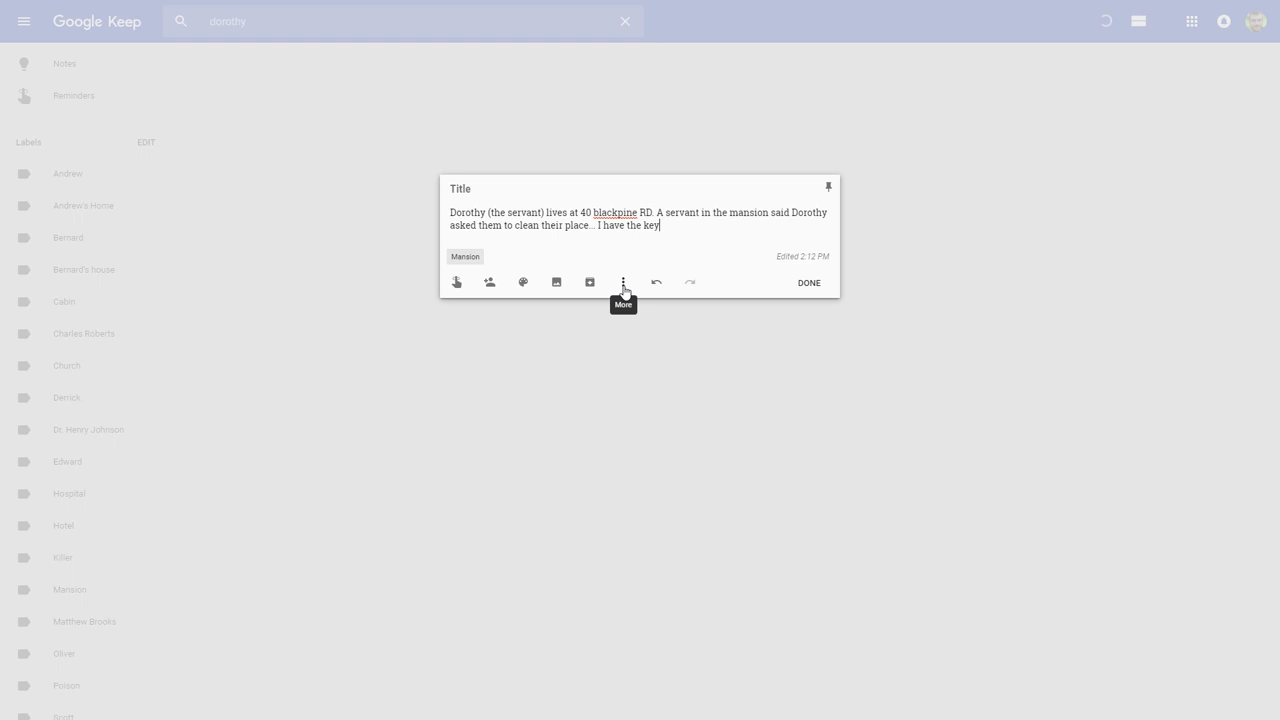 Google Keep
dorothy
Notes
Reminders
Labels
EDIT
Andrew
Andrew's Home
Bernard
Bernard's house
Cabin
Charles Roberts
Church
Derrick
Dr. Henry Johnson
Edward
Hospital
Hotel
Killer
Mansion
Matthew Brooks
Oliver
Poison
Scott
Title
Dorothy (the servant) lives at 40 blackpine RD. A servant in the mansion said Dorothy
asked them to clean their place... I have the key
Mansion
Edited 2:12 PM
DONE
More